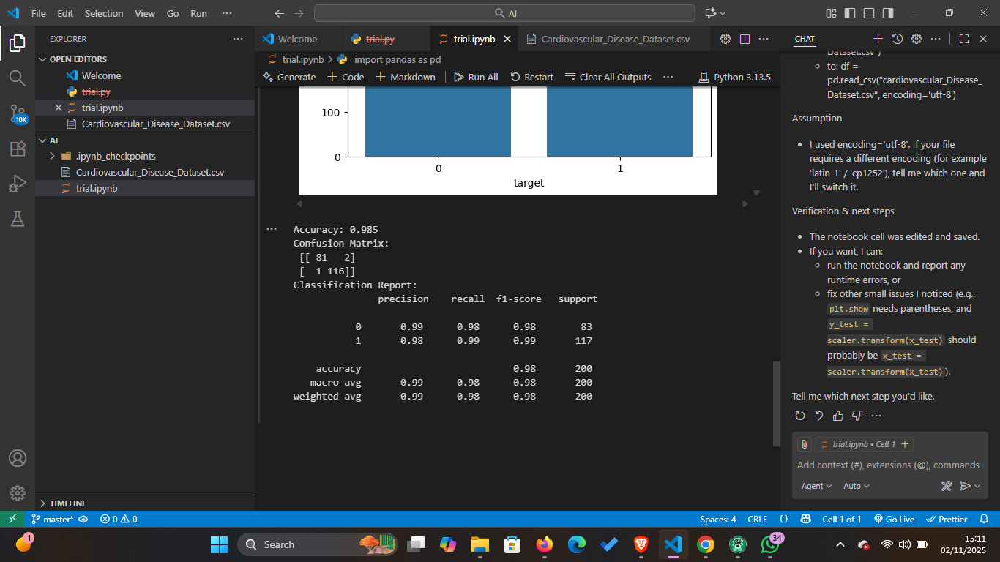 File Edit Selection View Go Run ···
AI
EXPLORER ···
OPEN EDITORS
Welcome
trial.py
trial.ipynb
Cardiovascular_Disease_Dataset.csv
AI
.ipynb_checkpoints
Cardiovascular_Disease_Dataset.csv
trial.ipynb
TIMELINE
10K
Welcome trial.py trial.ipynb Cardiovascular_Disease_Dataset.csv ···
trial.ipynb > import pandas as pd
Generate + Code + Markdown Run All Restart Clear All Outputs ··· Python 3.13.5
100
0
0 1
target
Accuracy: 0.985
Confusion Matrix:
[[ 81   2]
[  1 116]]
Classification Report:
precision recall f1-score support
0 0.99 0.98 0.98 83
1 0.98 0.99 0.99 117
accuracy 0.98 200
macro avg 0.99 0.98 0.98 200
weighted avg 0.99 0.98 0.98 200
CHAT
Dataset.csv")
to: df =
pd.read_csv("cardiovascular_Disease_
Dataset.csv", encoding='utf-8')
Assumption
I used encoding='utf-8'. If your file
requires a different encoding (for example
'latin-1' / 'cp1252'), tell me which one and
I'll switch it.
Verification & next steps
The notebook cell was edited and saved.
If you want, I can:
run the notebook and report any
runtime errors, or
fix other small issues I noticed (e.g.,
plt.show needs parentheses, and
y_test =
scaler.transform(x_test) should
probably be x_test =
scaler.transform(x_test)).
Tell me which next step you'd like.
trial.ipynb • Cell 1 +
Add context (#), extensions (@), commands
Agent Auto
master* 0 0 Spaces: 4 CRLF {} Cell 1 of 1 Go Live Prettier
1 Search 34 15:11
02/11/2025